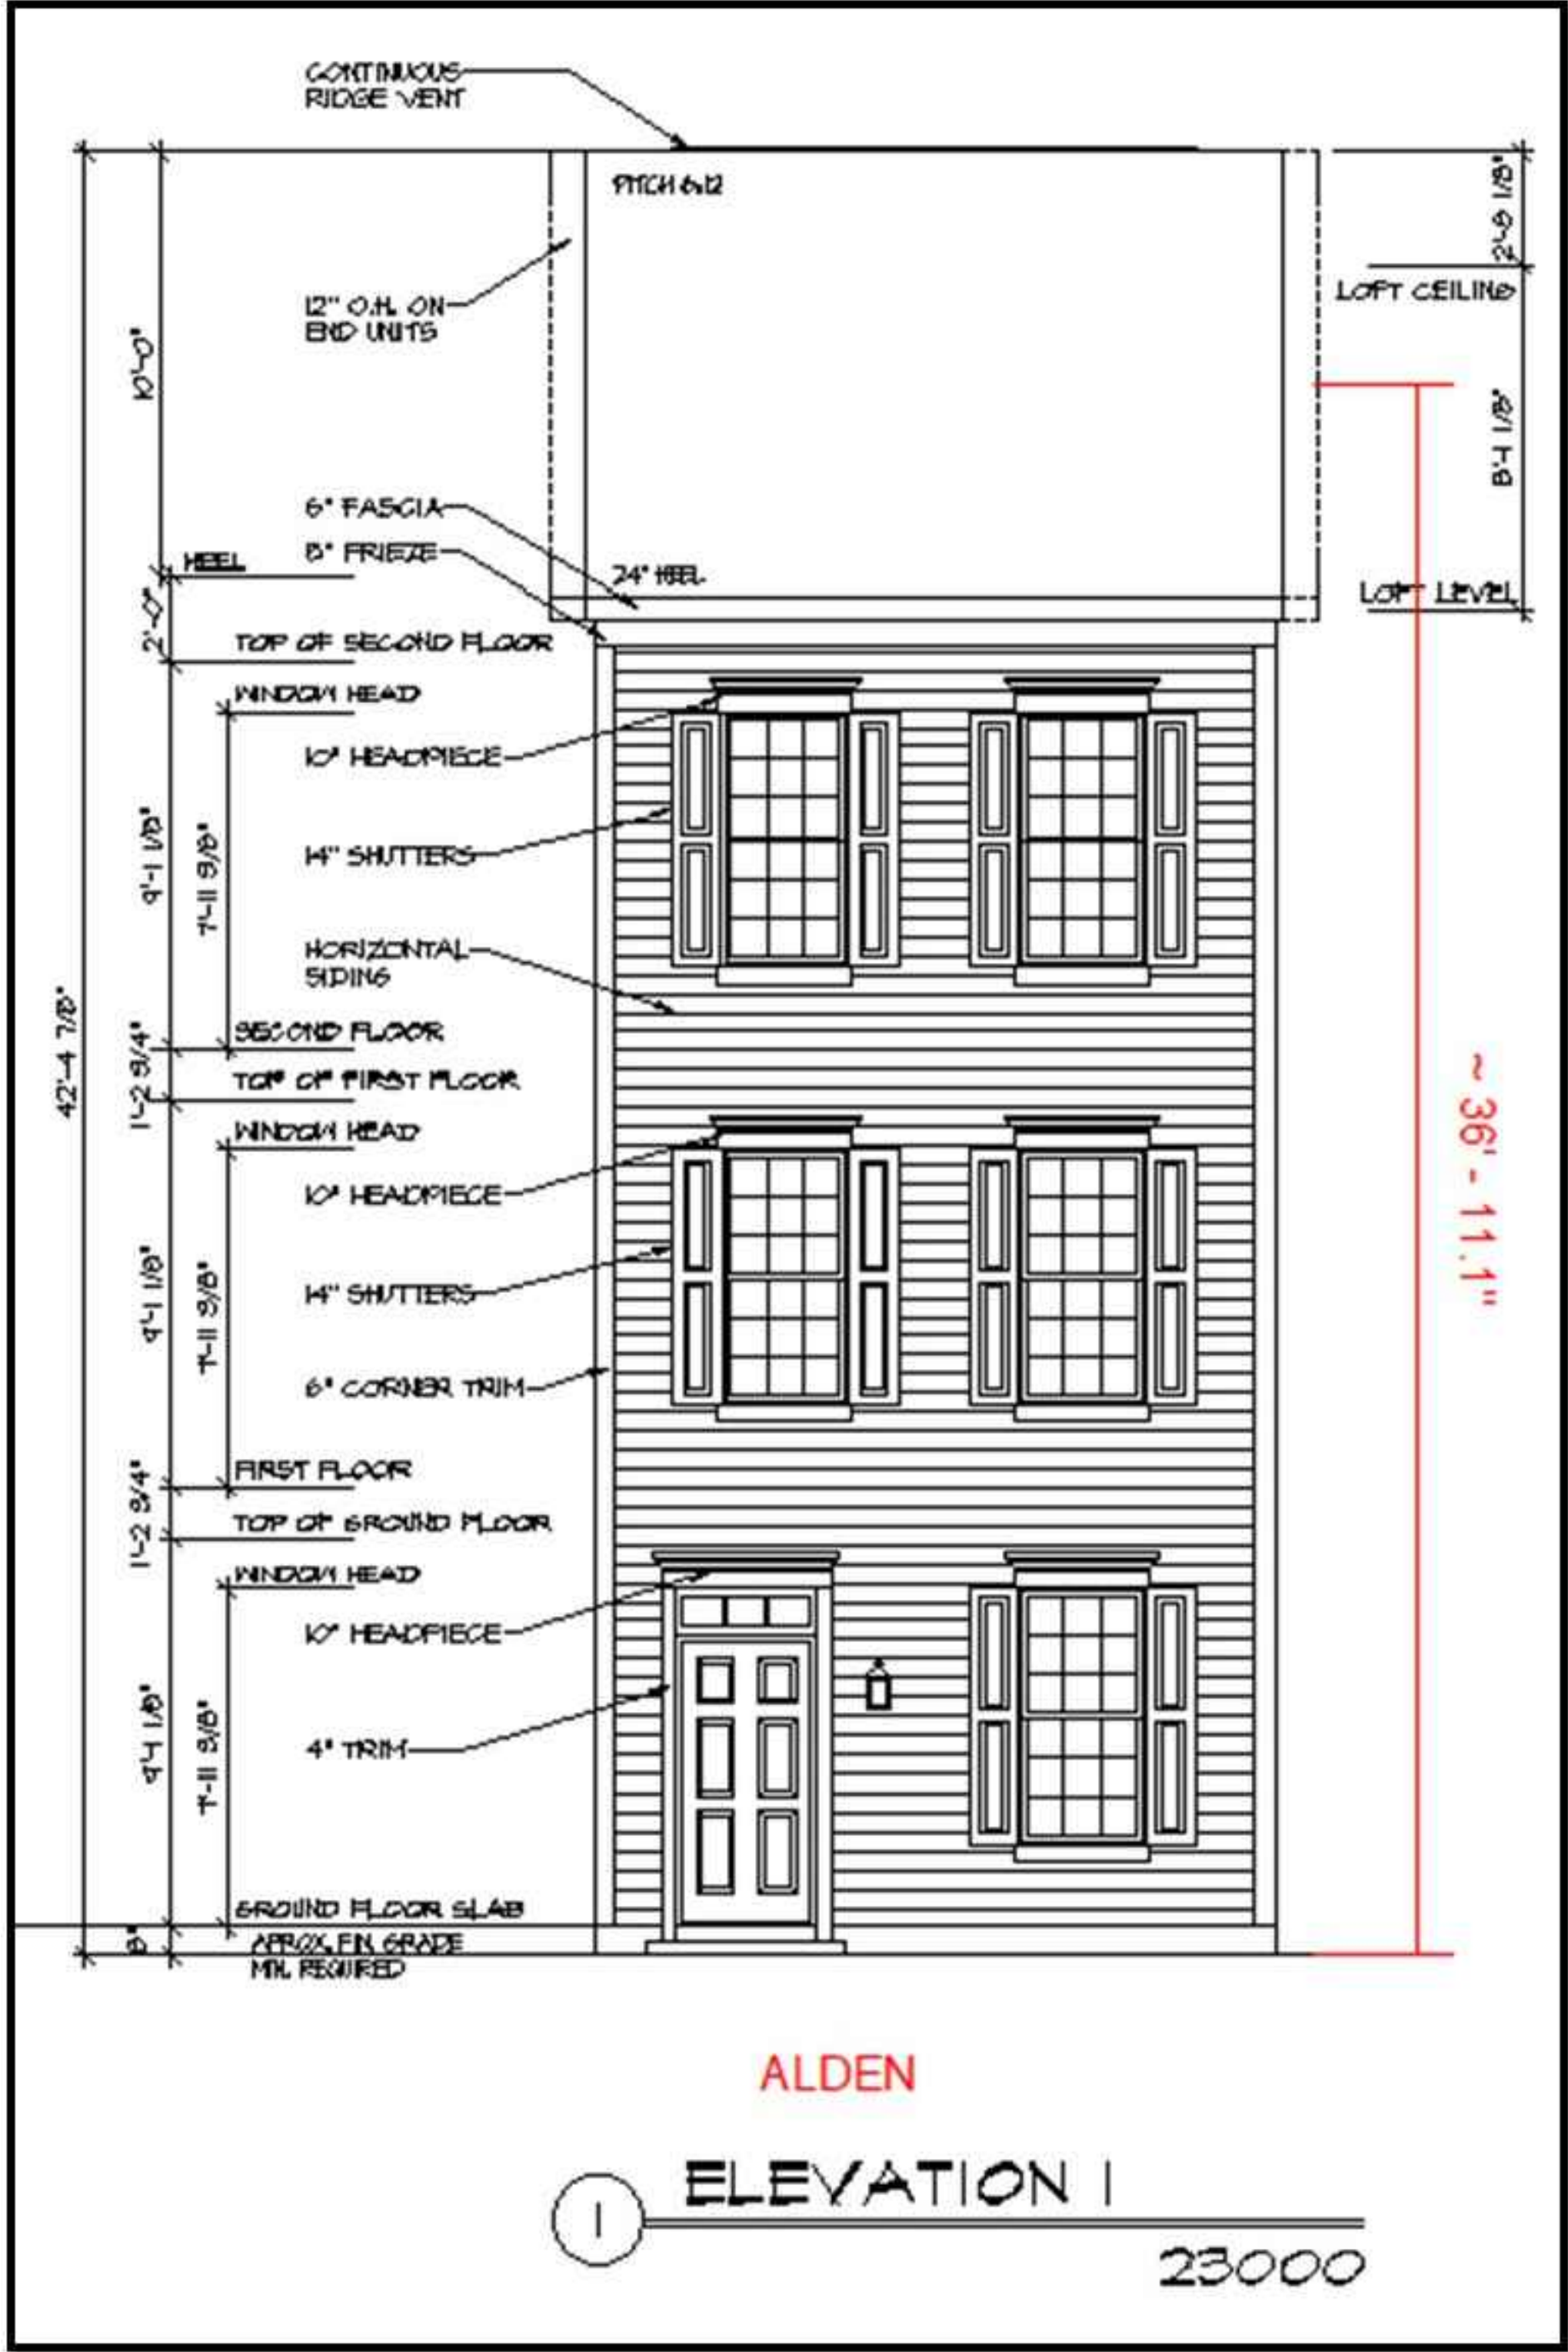 CONTINUOUS
RIDGE VENT
PITCH 6:12
2'-9 1/8"
LOFT CEILING
12" O.H. ON
END UNITS
10'-0"
8'-1 1/8"
6" FASCIA
8" FRIEZE
HEEL
24" HEEL
LOFT LEVEL
2'-0"
TOP OF SECOND FLOOR
WINDOW HEAD
10" HEADPIECE
14" SHUTTERS
9'-1 1/8"
7'-11 3/8"
HORIZONTAL
SIDING
42'-4 7/8"
SECOND FLOOR
1'-2 3/4"
TOP OF FIRST FLOOR
WINDOW HEAD
~ 36' - 11.1"
10" HEADPIECE
14" SHUTTERS
9'-1 1/8"
7'-11 3/8"
6" CORNER TRIM
FIRST FLOOR
1'-2 3/4"
TOP OF GROUND FLOOR
WINDOW HEAD
10" HEADPIECE
9'-1 1/8"
7'-11 3/8"
4" TRIM
GROUND FLOOR SLAB
8"
APROX. FIN. GRADE
MIN. REQUIRED
ALDEN
1
ELEVATION 1
23000